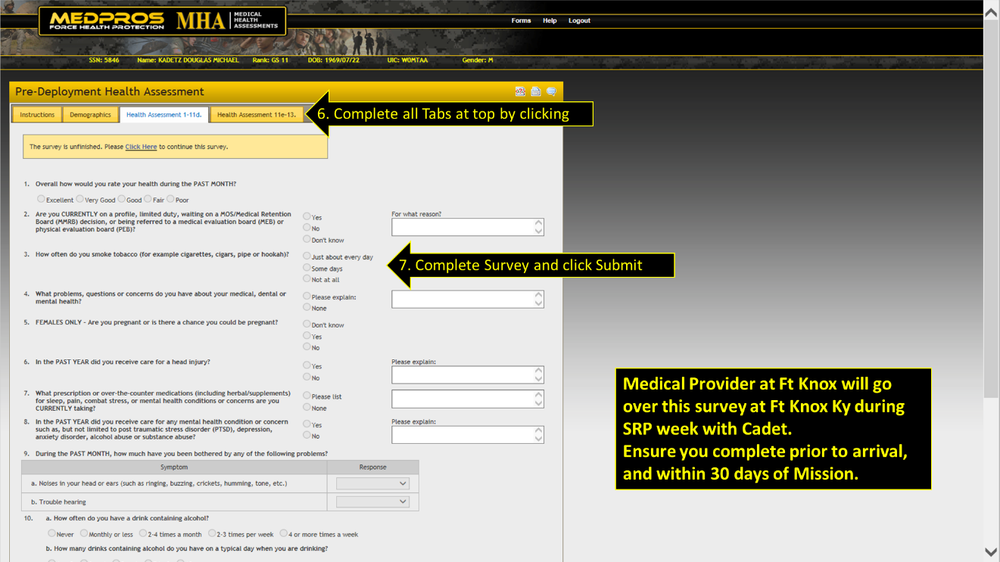 MEDPROS
FORCE HEALTH PROTECTION
MHA
MEDICAL
HEALTH
ASSESSMENTS
Forms Help Logout
SSN: 5846 Name: KADETZ DOUGLAS MICHAEL Rank: GS 11 DOB: 1969/07/22 UIC: W0MTAA Gender: M
Pre-Deployment Health Assessment
Instructions Demographics Health Assessment 1-11d. Health Assessment 11e-13.
6. Complete all Tabs at top by clicking
The survey is unfinished. Please Click Here to continue this survey.
1. Overall how would you rate your health during the PAST MONTH?
Excellent Very Good Good Fair Poor
2. Are you CURRENTLY on a profile, limited duty, waiting on a MOS/Medical Retention
Board (MMRB) decision, or being referred to a medical evaluation board (MEB) or
physical evaluation board (PEB)?
Yes
No
Don't know
For what reason?
3. How often do you smoke tobacco (for example cigarettes, cigars, pipe or hookah)?
Just about every day
Some days
Not at all
7. Complete Survey and click Submit
4. What problems, questions or concerns do you have about your medical, dental or
mental health?
Please explain:
None
5. FEMALES ONLY - Are you pregnant or is there a chance you could be pregnant?
Don't know
Yes
No
6. In the PAST YEAR did you receive care for a head injury?
Yes
No
Please explain:
7. What prescription or over-the-counter medications (including herbal/supplements)
for sleep, pain, combat stress, or mental health conditions or concerns are you
CURRENTLY taking?
Please list
None
8. In the PAST YEAR did you receive care for any mental health condition or concern
such as, but not limited to post traumatic stress disorder (PTSD), depression,
anxiety disorder, alcohol abuse or substance abuse?
Yes
No
Please explain:
9. During the PAST MONTH, how much have you been bothered by any of the following problems?
Symptom Response
a. Noises in your head or ears (such as ringing, buzzing, crickets, humming, tone, etc.)
b. Trouble hearing
10. a. How often do you have a drink containing alcohol?
Never Monthly or less 2-4 times a month 2-3 times per week 4 or more times a week
b. How many drinks containing alcohol do you have on a typical day when you are drinking?
Medical Provider at Ft Knox will go
over this survey at Ft Knox Ky during
SRP week with Cadet.
Ensure you complete prior to arrival,
and within 30 days of Mission.